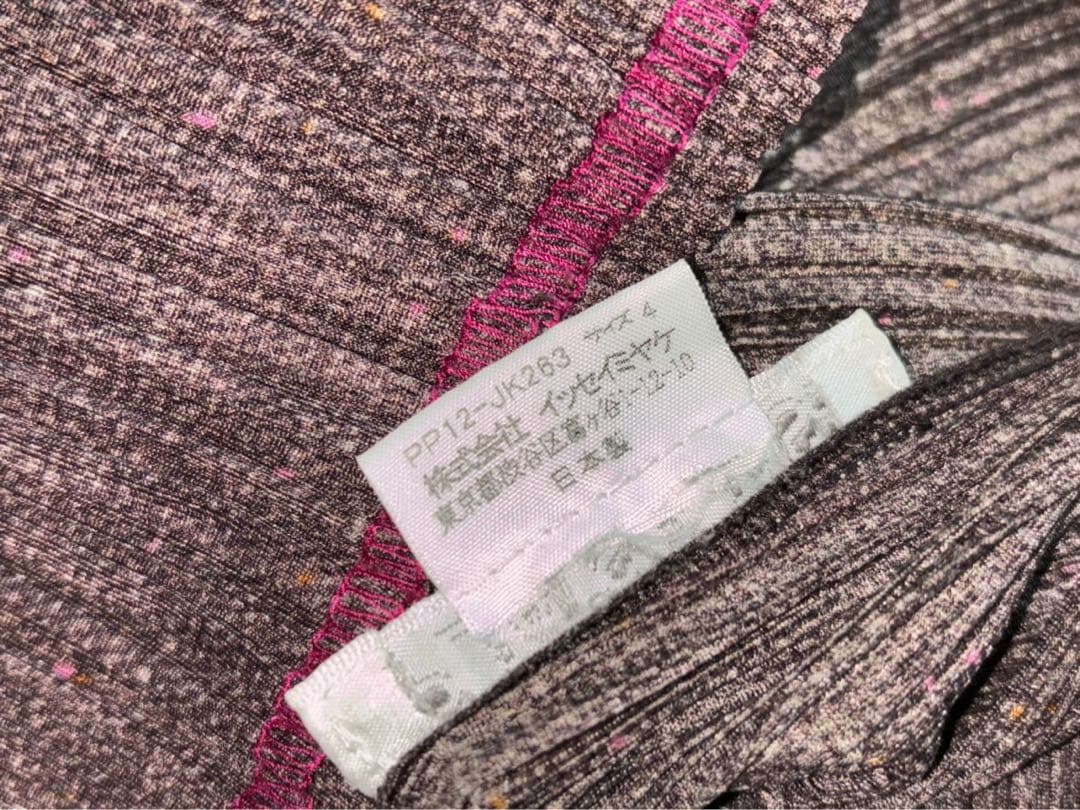 PP12-JK263 サイズ 4
株式会社 イッセイミヤケ
東京都渋谷区富ヶ谷1-12-10
日本製